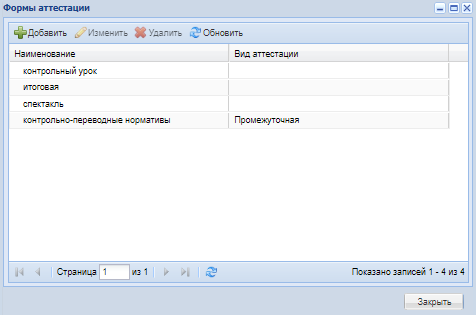 Формы аттестации
Добавить Изменить Удалить Обновить
Наименование Вид аттестации
контрольный урок
итоговая
спектакль
контрольно-переводные нормативы Промежуточная
Страница 1 из 1 Показано записей 1 - 4 из 4
Закрыть